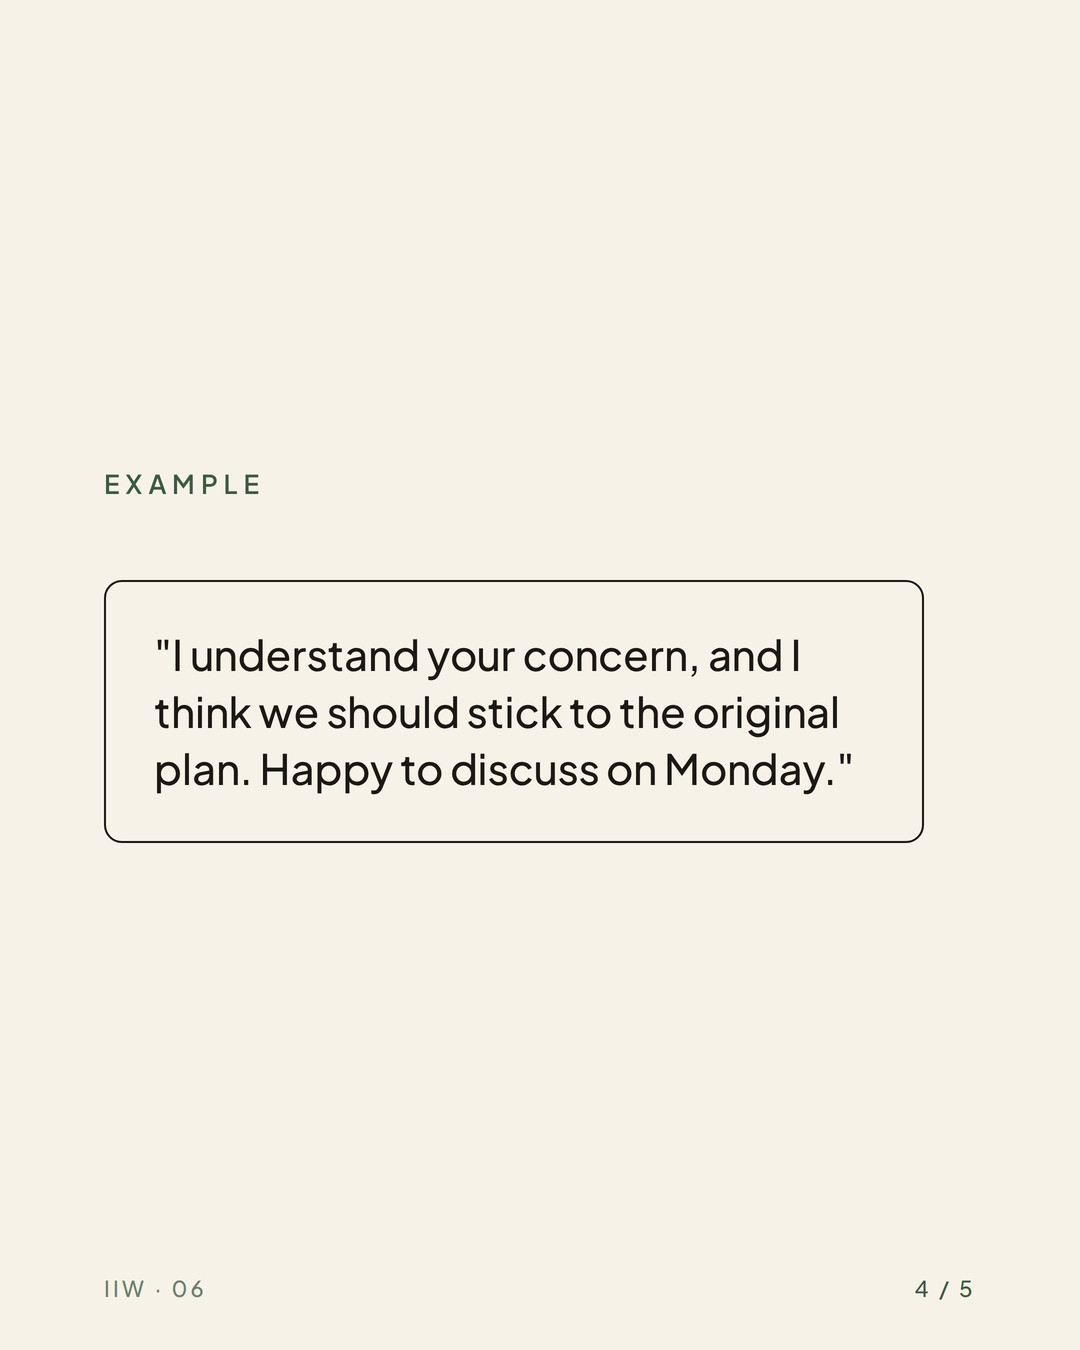 EXAMPLE
"I understand your concern, and I
think we should stick to the original
plan. Happy to discuss on Monday."
IIW · 06
4 / 5